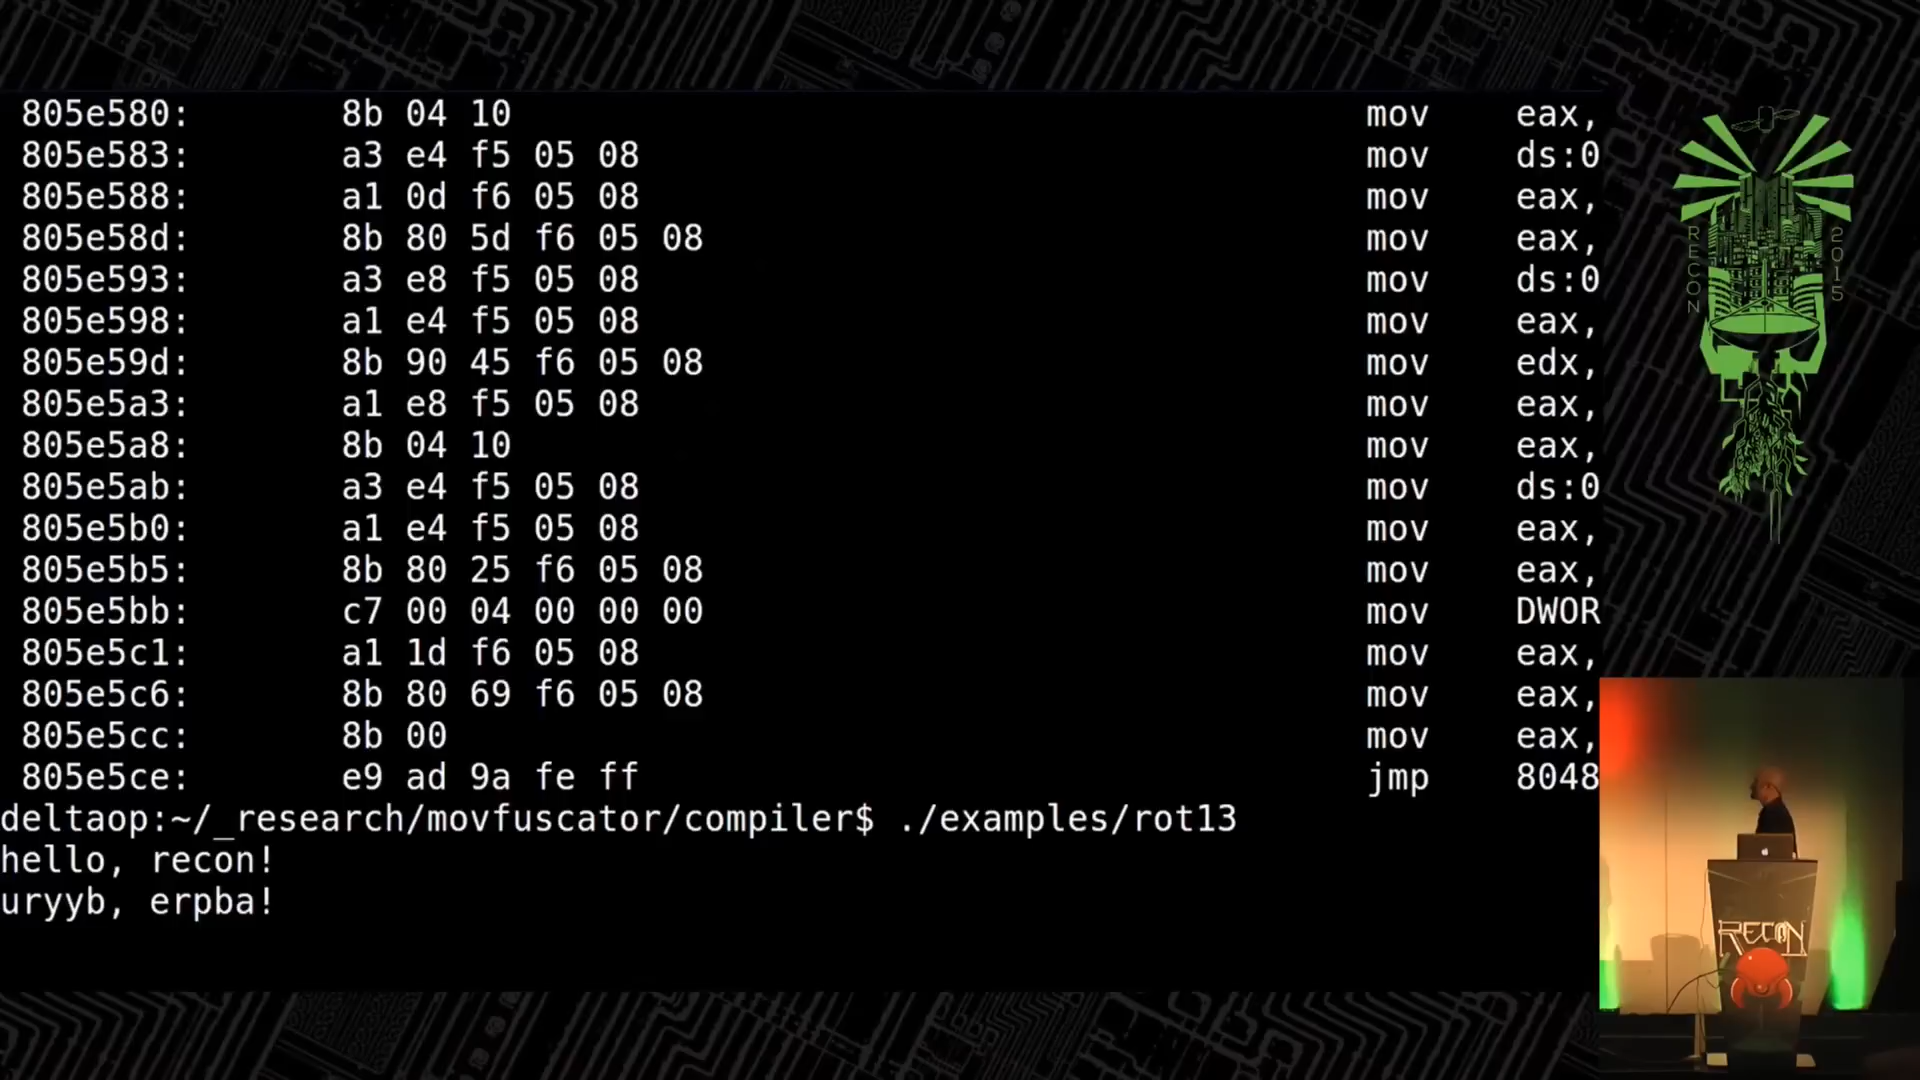 805e580: 8b 04 10 mov eax,
805e583: a3 e4 f5 05 08 mov ds:0
805e588: a1 0d f6 05 08 mov eax,
805e58d: 8b 80 5d f6 05 08 mov eax,
805e593: a3 e8 f5 05 08 mov ds:0
805e598: a1 e4 f5 05 08 mov eax,
805e59d: 8b 90 45 f6 05 08 mov edx,
805e5a3: a1 e8 f5 05 08 mov eax,
805e5a8: 8b 04 10 mov eax,
805e5ab: a3 e4 f5 05 08 mov ds:0
805e5b0: a1 e4 f5 05 08 mov eax,
805e5b5: 8b 80 25 f6 05 08 mov eax,
805e5bb: c7 00 04 00 00 00 mov DWOR
805e5c1: a1 1d f6 05 08 mov eax,
805e5c6: 8b 80 69 f6 05 08 mov eax,
805e5cc: 8b 00 mov eax,
805e5ce: e9 ad 9a fe ff jmp 8048
deltaop:~/_research/movfuscator/compiler$ ./examples/rot13
hello, recon!
uryyb, erpba!
RECON
2015
RECON